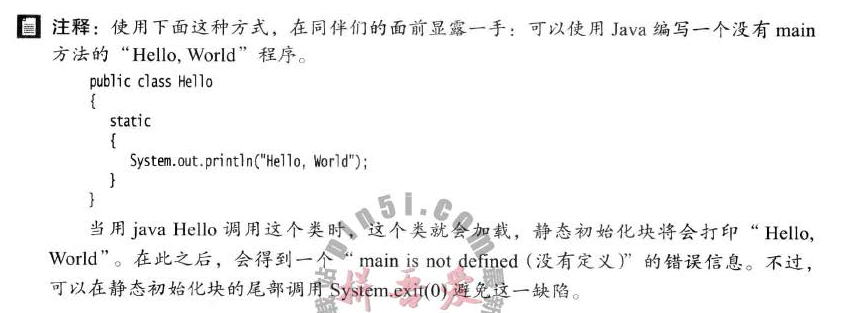 注释：使用下面这种方式，在同伴们的面前显露一手：可以使用 Java 编写一个没有 main
方法的“Hello, World”程序。
public class Hello
{
static
{
System.out.println("Hello, World");
}
}
当用 java Hello 调用这个类时，这个类就会加载，静态初始化块将会打印“Hello,
World”。在此之后，会得到一个“main is not defined（没有定义）”的错误信息。不过，
可以在静态初始化块的尾部调用 System.exit(0) 避免这一缺陷。
pin5i.com
拼吾爱